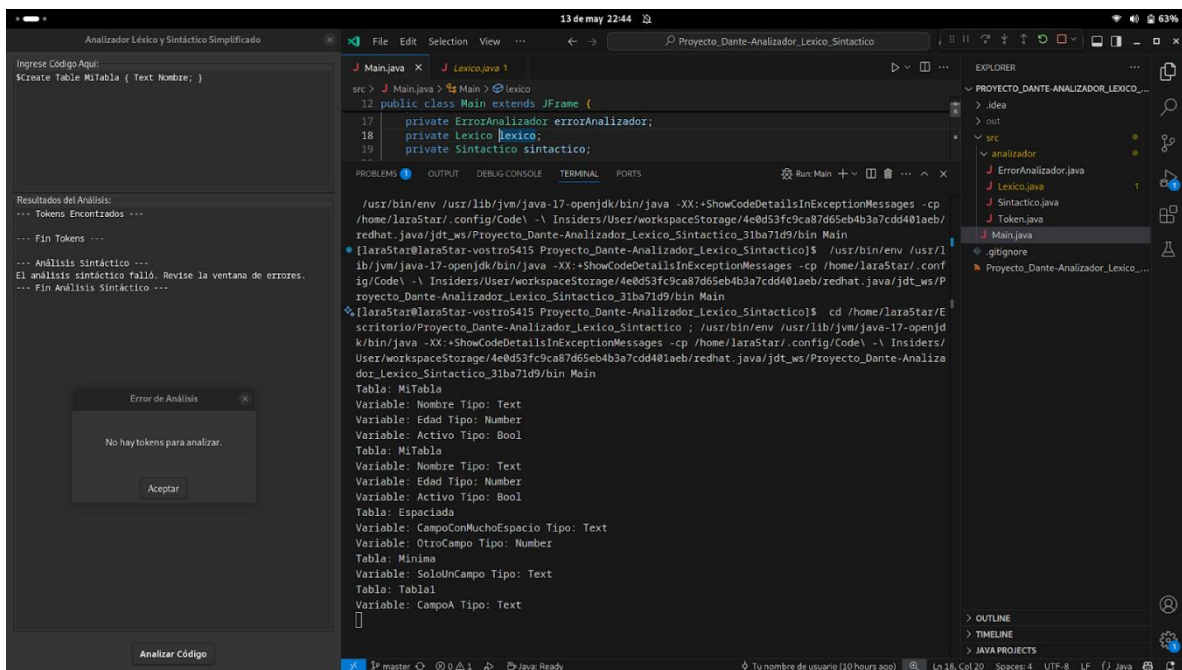 13 de may 22:44
63%
Analizador Léxico y Sintáctico Simplificado
Ingrese Código Aquí:
$Create Table MiTabla { Text Nombre; }
Resultados del Análisis:
--- Tokens Encontrados ---
--- Fin Tokens ---
--- Análisis Sintáctico ---
El análisis sintáctico falló. Revise la ventana de errores.
--- Fin Análisis Sintáctico ---
Error de Análisis
No hay tokens para analizar.
Aceptar
Analizar Código
File Edit Selection View ···
Proyecto_Dante-Analizador_Lexico_Sintactico
J Main.java
J Lexico.java 1
src > J Main.java > Main > lexico
12 public class Main extends JFrame {
17 private ErrorAnalizador errorAnalizador;
18 private Lexico lexico;
19 private Sintactico sintactico;
PROBLEMS 1 OUTPUT DEBUG CONSOLE TERMINAL PORTS
Run: Main
/usr/bin/env /usr/lib/jvm/java-17-openjdk/bin/java -XX:+ShowCodeDetailsInExceptionMessages -cp
/home/lara5tar/.config/Code\ -\ Insiders/User/workspaceStorage/4e0d53fc9ca87d65eb4b3a7cdd401aeb/
redhat.java/jdt_ws/Proyecto_Dante-Analizador_Lexico_Sintactico_31ba71d9/bin Main
[lara5tar@lara5tar-vostro5415 Proyecto_Dante-Analizador_Lexico_Sintactico]$ /usr/bin/env /usr/l
ib/jvm/java-17-openjdk/bin/java -XX:+ShowCodeDetailsInExceptionMessages -cp /home/lara5tar/.conf
ig/Code\ -\ Insiders/User/workspaceStorage/4e0d53fc9ca87d65eb4b3a7cdd401aeb/redhat.java/jdt_ws/P
royecto_Dante-Analizador_Lexico_Sintactico_31ba71d9/bin Main
[lara5tar@lara5tar-vostro5415 Proyecto_Dante-Analizador_Lexico_Sintactico]$ cd /home/lara5tar/E
scritorio/Proyecto_Dante-Analizador_Lexico_Sintactico ; /usr/bin/env /usr/lib/jvm/java-17-openjd
k/bin/java -XX:+ShowCodeDetailsInExceptionMessages -cp /home/lara5tar/.config/Code\ -\ Insiders/
User/workspaceStorage/4e0d53fc9ca87d65eb4b3a7cdd401aeb/redhat.java/jdt_ws/Proyecto_Dante-Analiza
dor_Lexico_Sintactico_31ba71d9/bin Main
Tabla: MiTabla
Variable: Nombre Tipo: Text
Variable: Edad Tipo: Number
Variable: Activo Tipo: Bool
Tabla: MiTabla
Variable: Nombre Tipo: Text
Variable: Edad Tipo: Number
Variable: Activo Tipo: Bool
Tabla: Espaciada
Variable: CampoConMuchoEspacio Tipo: Text
Variable: OtroCampo Tipo: Number
Tabla: Minima
Variable: SoloUnCampo Tipo: Text
Tabla: Tabla1
Variable: CampoA Tipo: Text
EXPLORER ···
PROYECTO_DANTE-ANALIZADOR_LEXICO_...
.idea
out
src
analizador
J ErrorAnalizador.java
J Lexico.java 1
J Sintactico.java
J Token.java
J Main.java
.gitignore
Proyecto_Dante-Analizador_Lexico_...
OUTLINE
TIMELINE
JAVA PROJECTS
master 0 1 Java: Ready
Tu nombre de usuario (10 hours ago) Ln 18, Col 20 Spaces: 4 UTF-8 LF {} Java